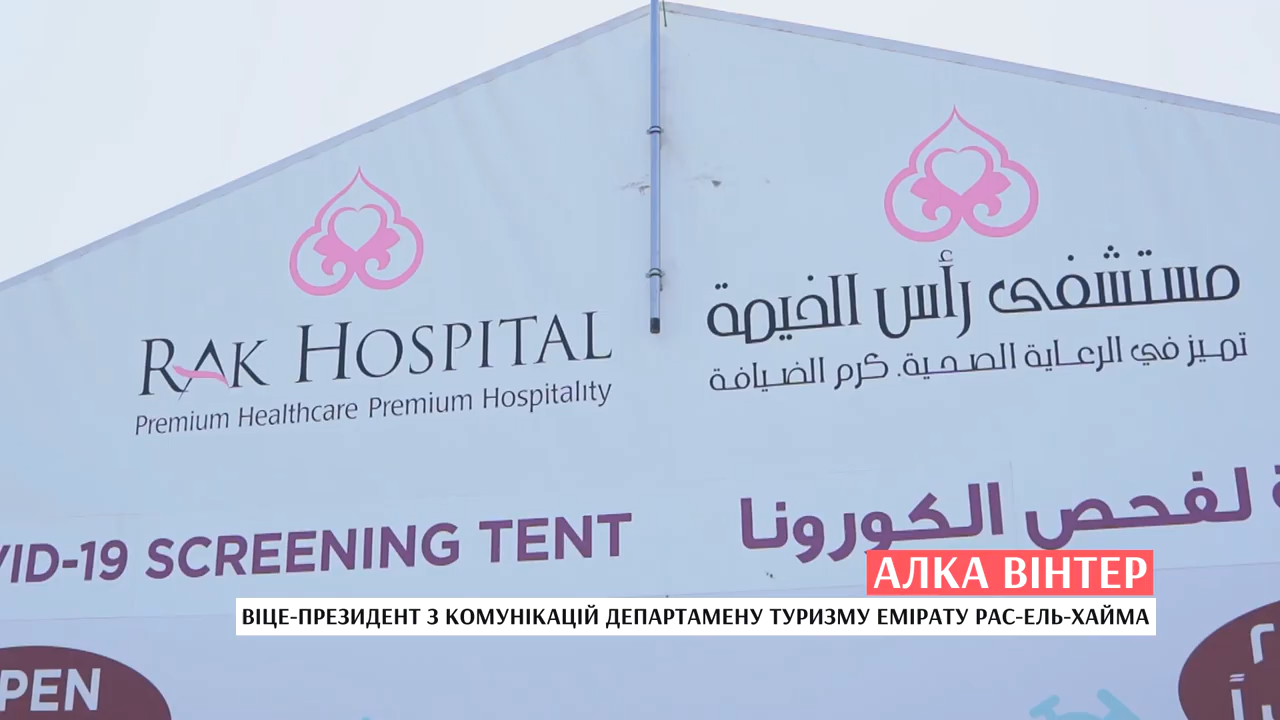 RAK HOSPITAL
Premium Healthcare Premium Hospitality
مستشفى رأس الخيمة
تميز في الرعاية الصحية. كرم الضيافة
VID-19 SCREENING TENT
لفحص الكورونا
АЛКА ВІНТЕР
ВІЦЕ-ПРЕЗИДЕНТ З КОМУНІКАЦІЙ ДЕПАРТАМЕНУ ТУРИЗМУ ЕМІРАТУ РАС-ЕЛЬ-ХАЙМА
PEN